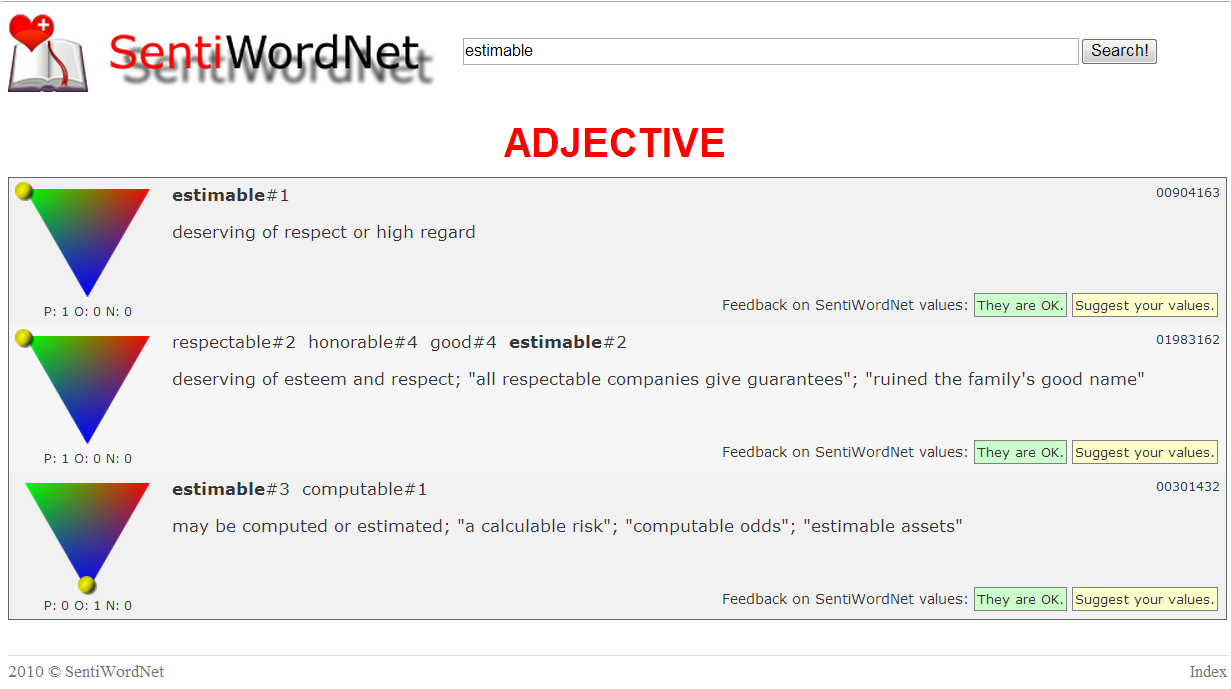 SentiWordNet
estimable
Search!
ADJECTIVE
estimable#1
00904163
deserving of respect or high regard
P: 1 O: 0 N: 0
Feedback on SentiWordNet values: They are OK. Suggest your values.
respectable#2 honorable#4 good#4 estimable#2
01983162
deserving of esteem and respect; "all respectable companies give guarantees"; "ruined the family's good name"
P: 1 O: 0 N: 0
Feedback on SentiWordNet values: They are OK. Suggest your values.
estimable#3 computable#1
00301432
may be computed or estimated; "a calculable risk"; "computable odds"; "estimable assets"
P: 0 O: 1 N: 0
Feedback on SentiWordNet values: They are OK. Suggest your values.
2010 © SentiWordNet
Index